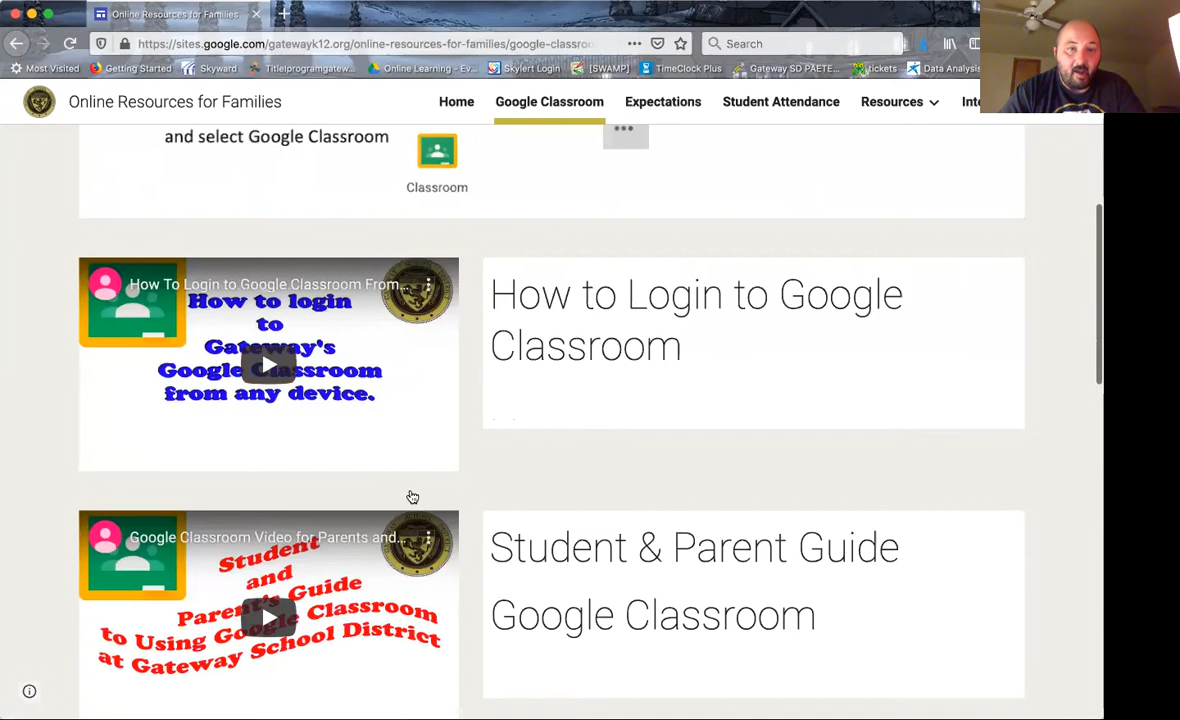 Online Resources for Families
https://sites.google.com/gatewayk12.org/online-resources-for-families/google-classro
Search
Most Visited
Getting Started
Skyward
Titleiprogramgatew...
Online Learning - Ev...
Skylert Login
[SWAMP]
TimeClock Plus
Gateway SD PAETE...
tickets
Data Analysis
Online Resources for Families
Home
Google Classroom
Expectations
Student Attendance
Resources
Int
and select Google Classroom
Classroom
How To Login to Google Classroom From...
How to login
to
Gateway's
Google Classroom
from any device.
How to Login to Google
Classroom
Google Classroom Video for Parents and...
Student
and
Parent's Guide
to Using Google Classroom
at Gateway School District
Student & Parent Guide
Google Classroom